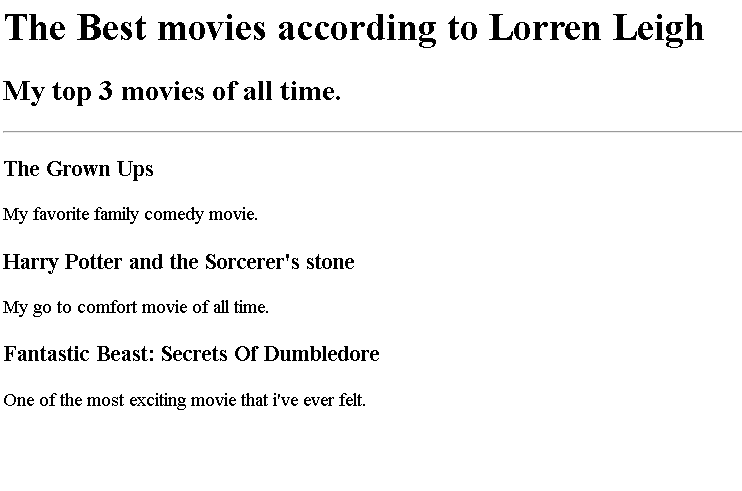 The Best movies according to Lorren Leigh
My top 3 movies of all time.
The Grown Ups
My favorite family comedy movie.
Harry Potter and the Sorcerer's stone
My go to comfort movie of all time.
Fantastic Beast: Secrets Of Dumbledore
One of the most exciting movie that i've ever felt.